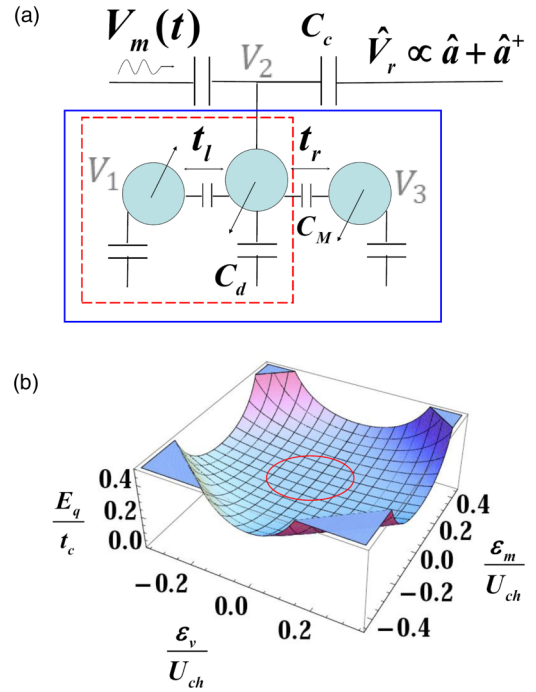 (a)
V_m(t) C_c V̂_r ∝ â + â⁺
V_2
t_l t_r
V_1 V_3
C_M
C_d
(b)
0.4
0.2
0.0
E_q
t_c
−0.2
0.0
0.2
ε_v
U_ch
0.4
0.2
0.0
−0.2
−0.4
ε_m
U_ch